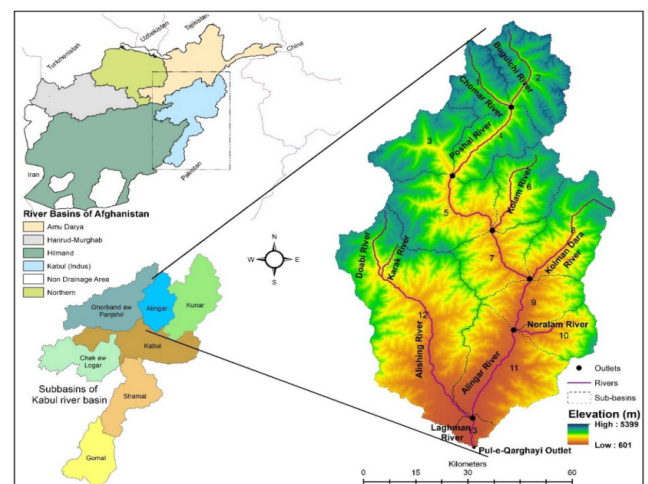 Turkmenistan
Uzbekistan
Tajikistan
China
Iran
Pakistan
River Basins of Afghanistan
Amu Darya
Harirud-Murghab
Hilmand
Kabul (Indus)
Non Drainage Area
Northern
N
W
E
S
Ghorband aw
Panjshir
Alingar
Kunar
Kabul
Chak aw
Logar
Subbasins of
Kabul river basin
Shamal
Gomal
Buguichi River
1
2
Chomar River
3
4
Poshal River
5
6
Kolam River
7
8
Kolman Dara
River
Doabi River
Karak River
9
Noralam River
10
12
Alishing River
11
Alingar River
Laghman
River
Pul-e-Qarghayi Outlet
Outlets
Rivers
Sub-basins
Elevation (m)
High : 5399
Low : 601
Kilometers
0
15
30
60